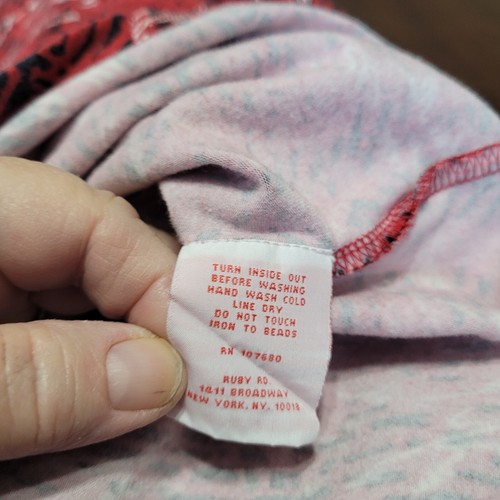 TURN INSIDE OUT
BEFORE WASHING
HAND WASH COLD
LINE DRY
DO NOT TOUCH
IRON TO BEADS
RN 107680
RUBY RD.
1411 BROADWAY
NEW YORK, NY. 10018